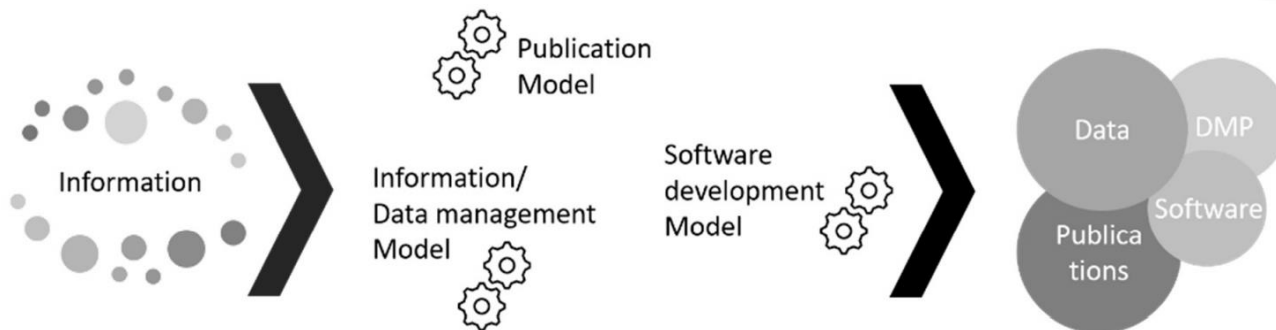 Information
Publication
Model
Information/
Data management
Model
Software
development
Model
Data
DMP
Software
Publica
tions